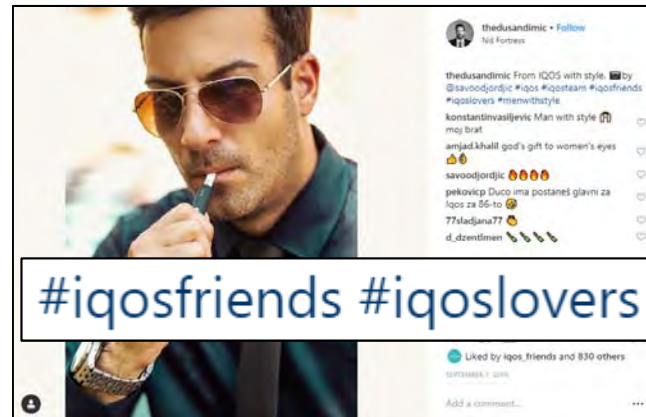 thedusandimic • Follow
Niš Fortress
thedusandimic From IQOS with style. 📷by
@savoodjordjic #iqos #iqosteam #iqosfriends
#iqoslovers #menwithstyle
konstantinvasiljevic Man with style
moj brat
amjad.khalil god's gift to women's eyes
savoodjordjic 🔥🔥🔥🔥
pekovicp Duco ima postaneš glavni za
Iqos za 86-to
77sladjana77
d_dzentlmen
#iqosfriends #iqoslovers
Liked by iqos_friends and 830 others
Add a comment...